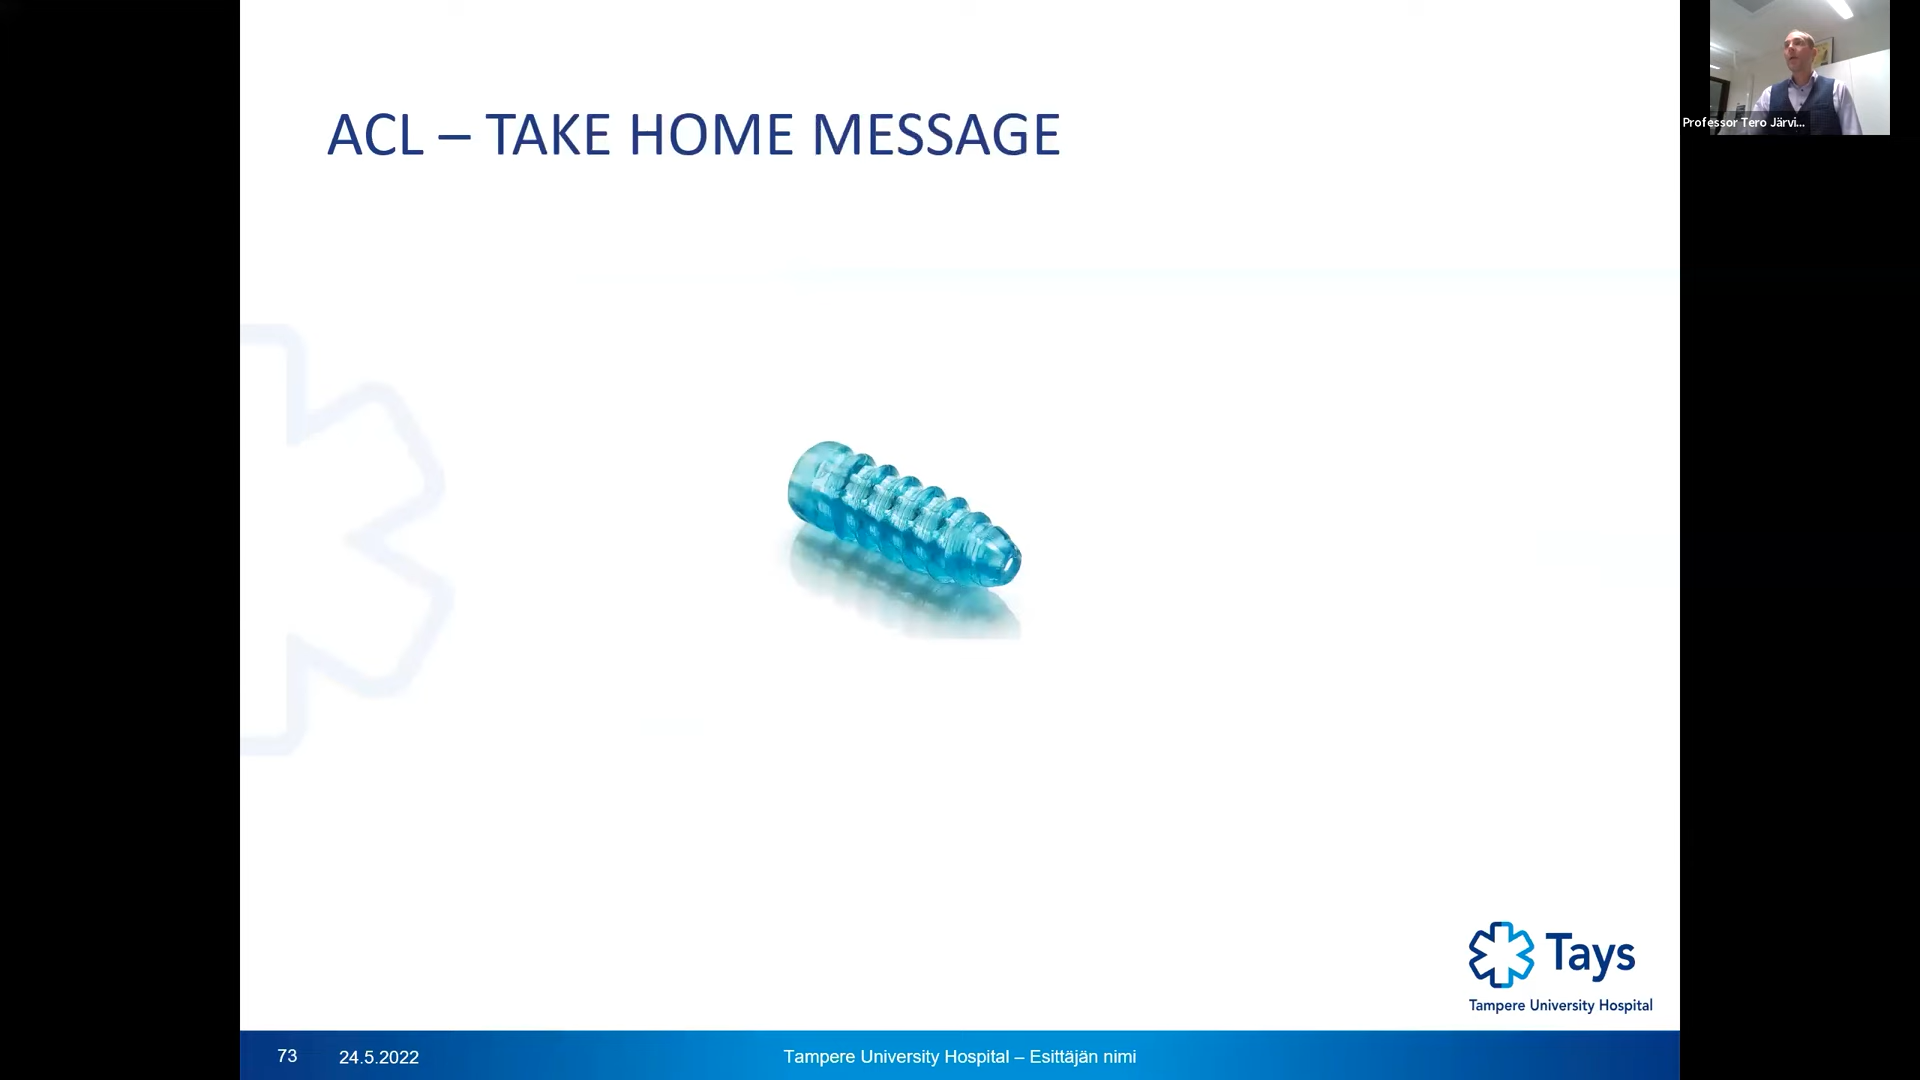 ACL – TAKE HOME MESSAGE
Professor Tero Järvi...
Tays
Tampere University Hospital
73
24.5.2022
Tampere University Hospital – Esittäjän nimi